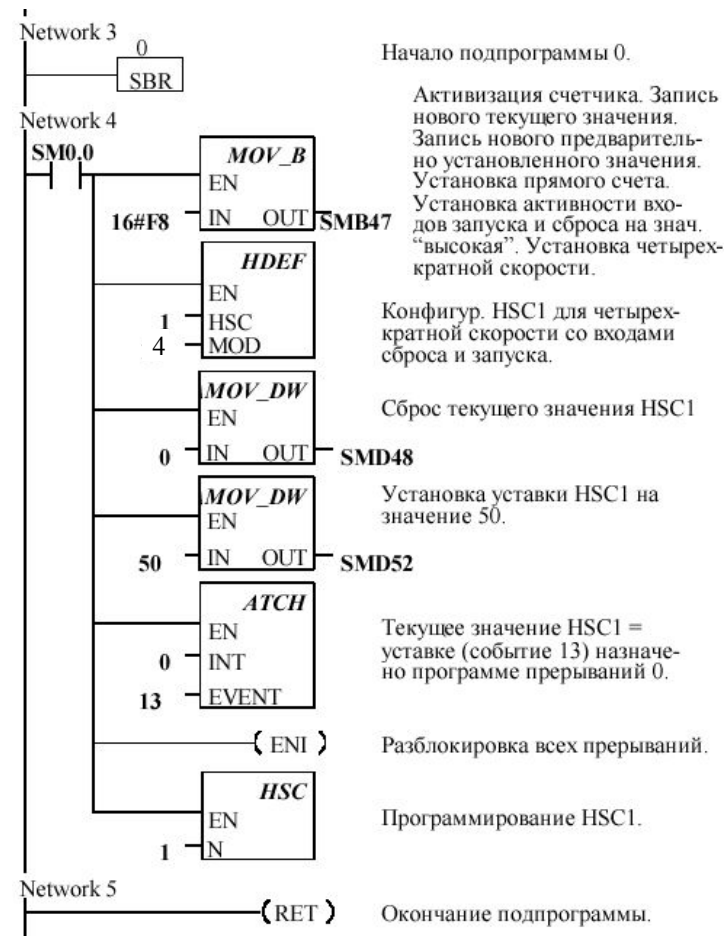 Network 3
0
SBR
Начало подпрограммы 0.
Network 4
SM0.0
MOV_B
EN
16#F8
IN OUT
SMB47
Активизация счетчика. Запись
нового текущего значения.
Запись нового предваритель-
но установленного значения.
Установка прямого счета.
Установка активности вхо-
дов запуска и сброса на знач.
“высокая”. Установка четырех-
кратной скорости.
HDEF
EN
1 HSC
4 MOD
Конфигур. HSC1 для четырех-
кратной скорости со входами
сброса и запуска.
MOV_DW
EN
0 IN OUT SMD48
Сброс текущего значения HSC1
MOV_DW
EN
50 IN OUT SMD52
Установка уставки HSC1 на
значение 50.
ATCH
EN
0 INT
13 EVENT
Текущее значение HSC1 =
уставке (событие 13) назначе-
но программе прерываний 0.
( ENI )
Разблокировка всех прерываний.
HSC
EN
1 N
Программирование HSC1.
Network 5
(RET )
Окончание подпрограммы.